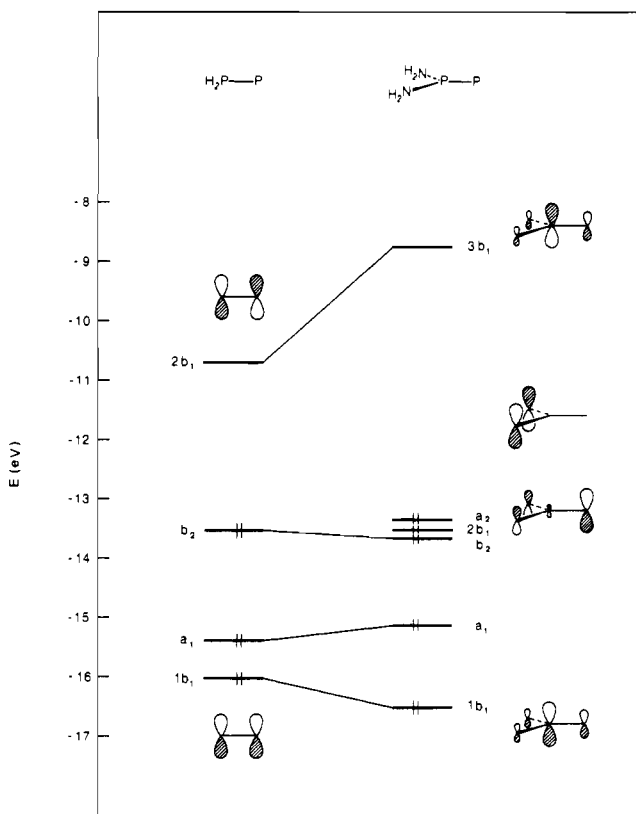 H₂P—P
H₂N
P—P
H₂N
-8
3b₁
-9
-10
2b₁
-11
E (eV)
-12
-13
a₂
b₂
2b₁
b₂
-14
-15
a₁
a₁
-16
1b₁
1b₁
-17